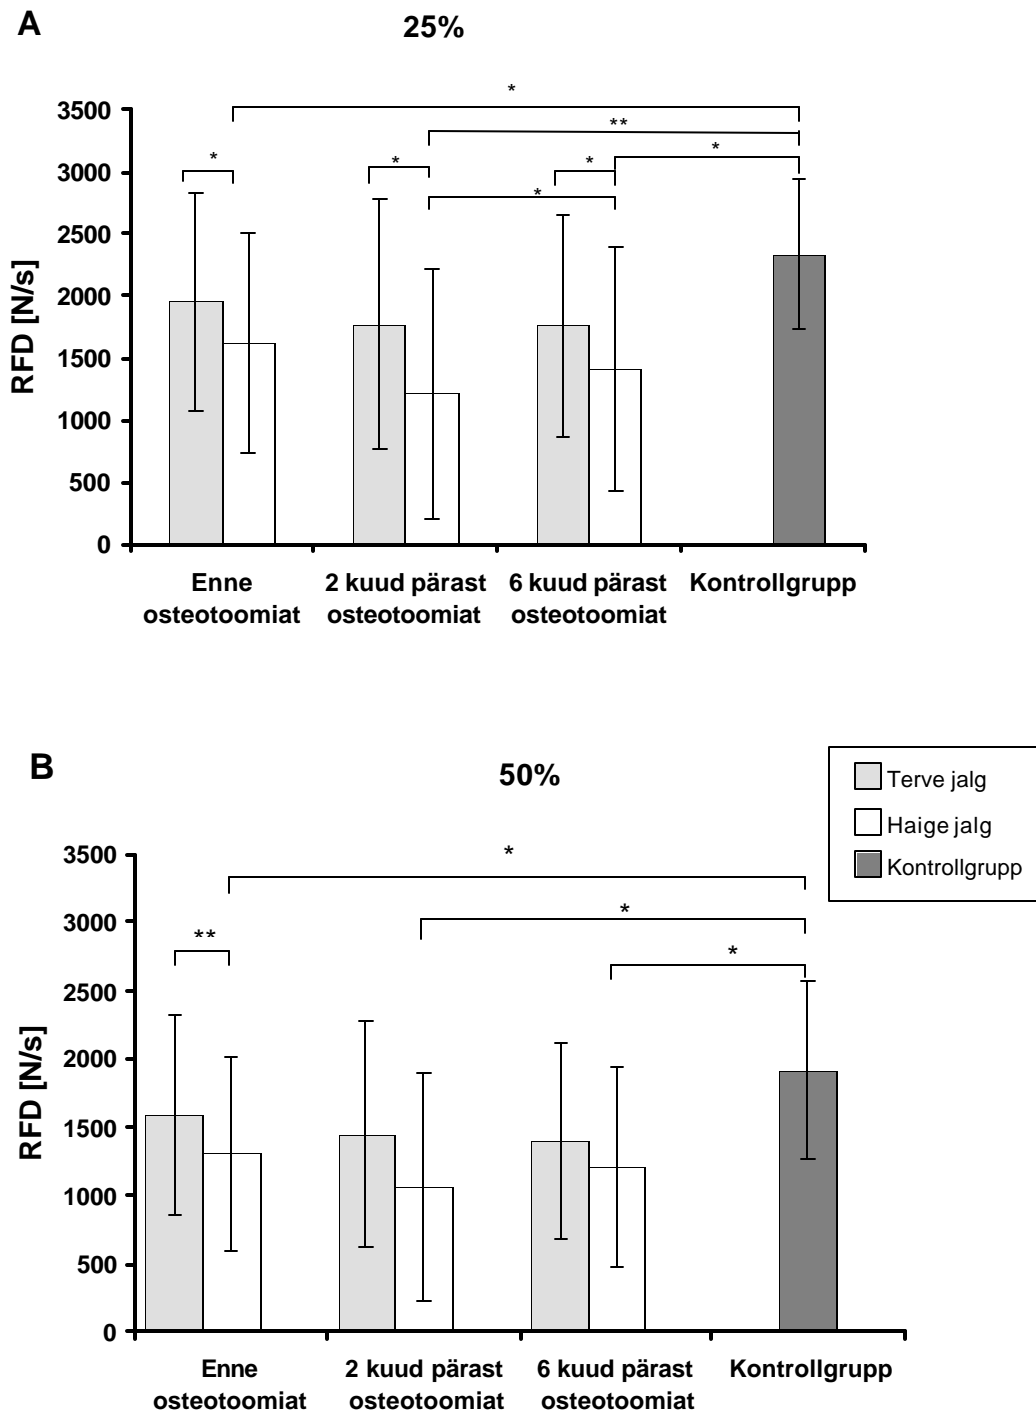 A
25%
RFD [N/s]
3500
3000
2500
2000
1500
1000
500
0
*
**
*
*
*
*
*
Enne osteotoomiat
2 kuud pärast osteotoomiat
6 kuud pärast osteotoomiat
Kontrollgrupp
B
50%
Terve jalg
Haige jalg
Kontrollgrupp
RFD [N/s]
3500
3000
2500
2000
1500
1000
500
0
*
*
**
*
Enne
osteotoomiat
2 kuud pärast
osteotoomiat
6 kuud pärast
osteotoomiat
Kontrollgrupp